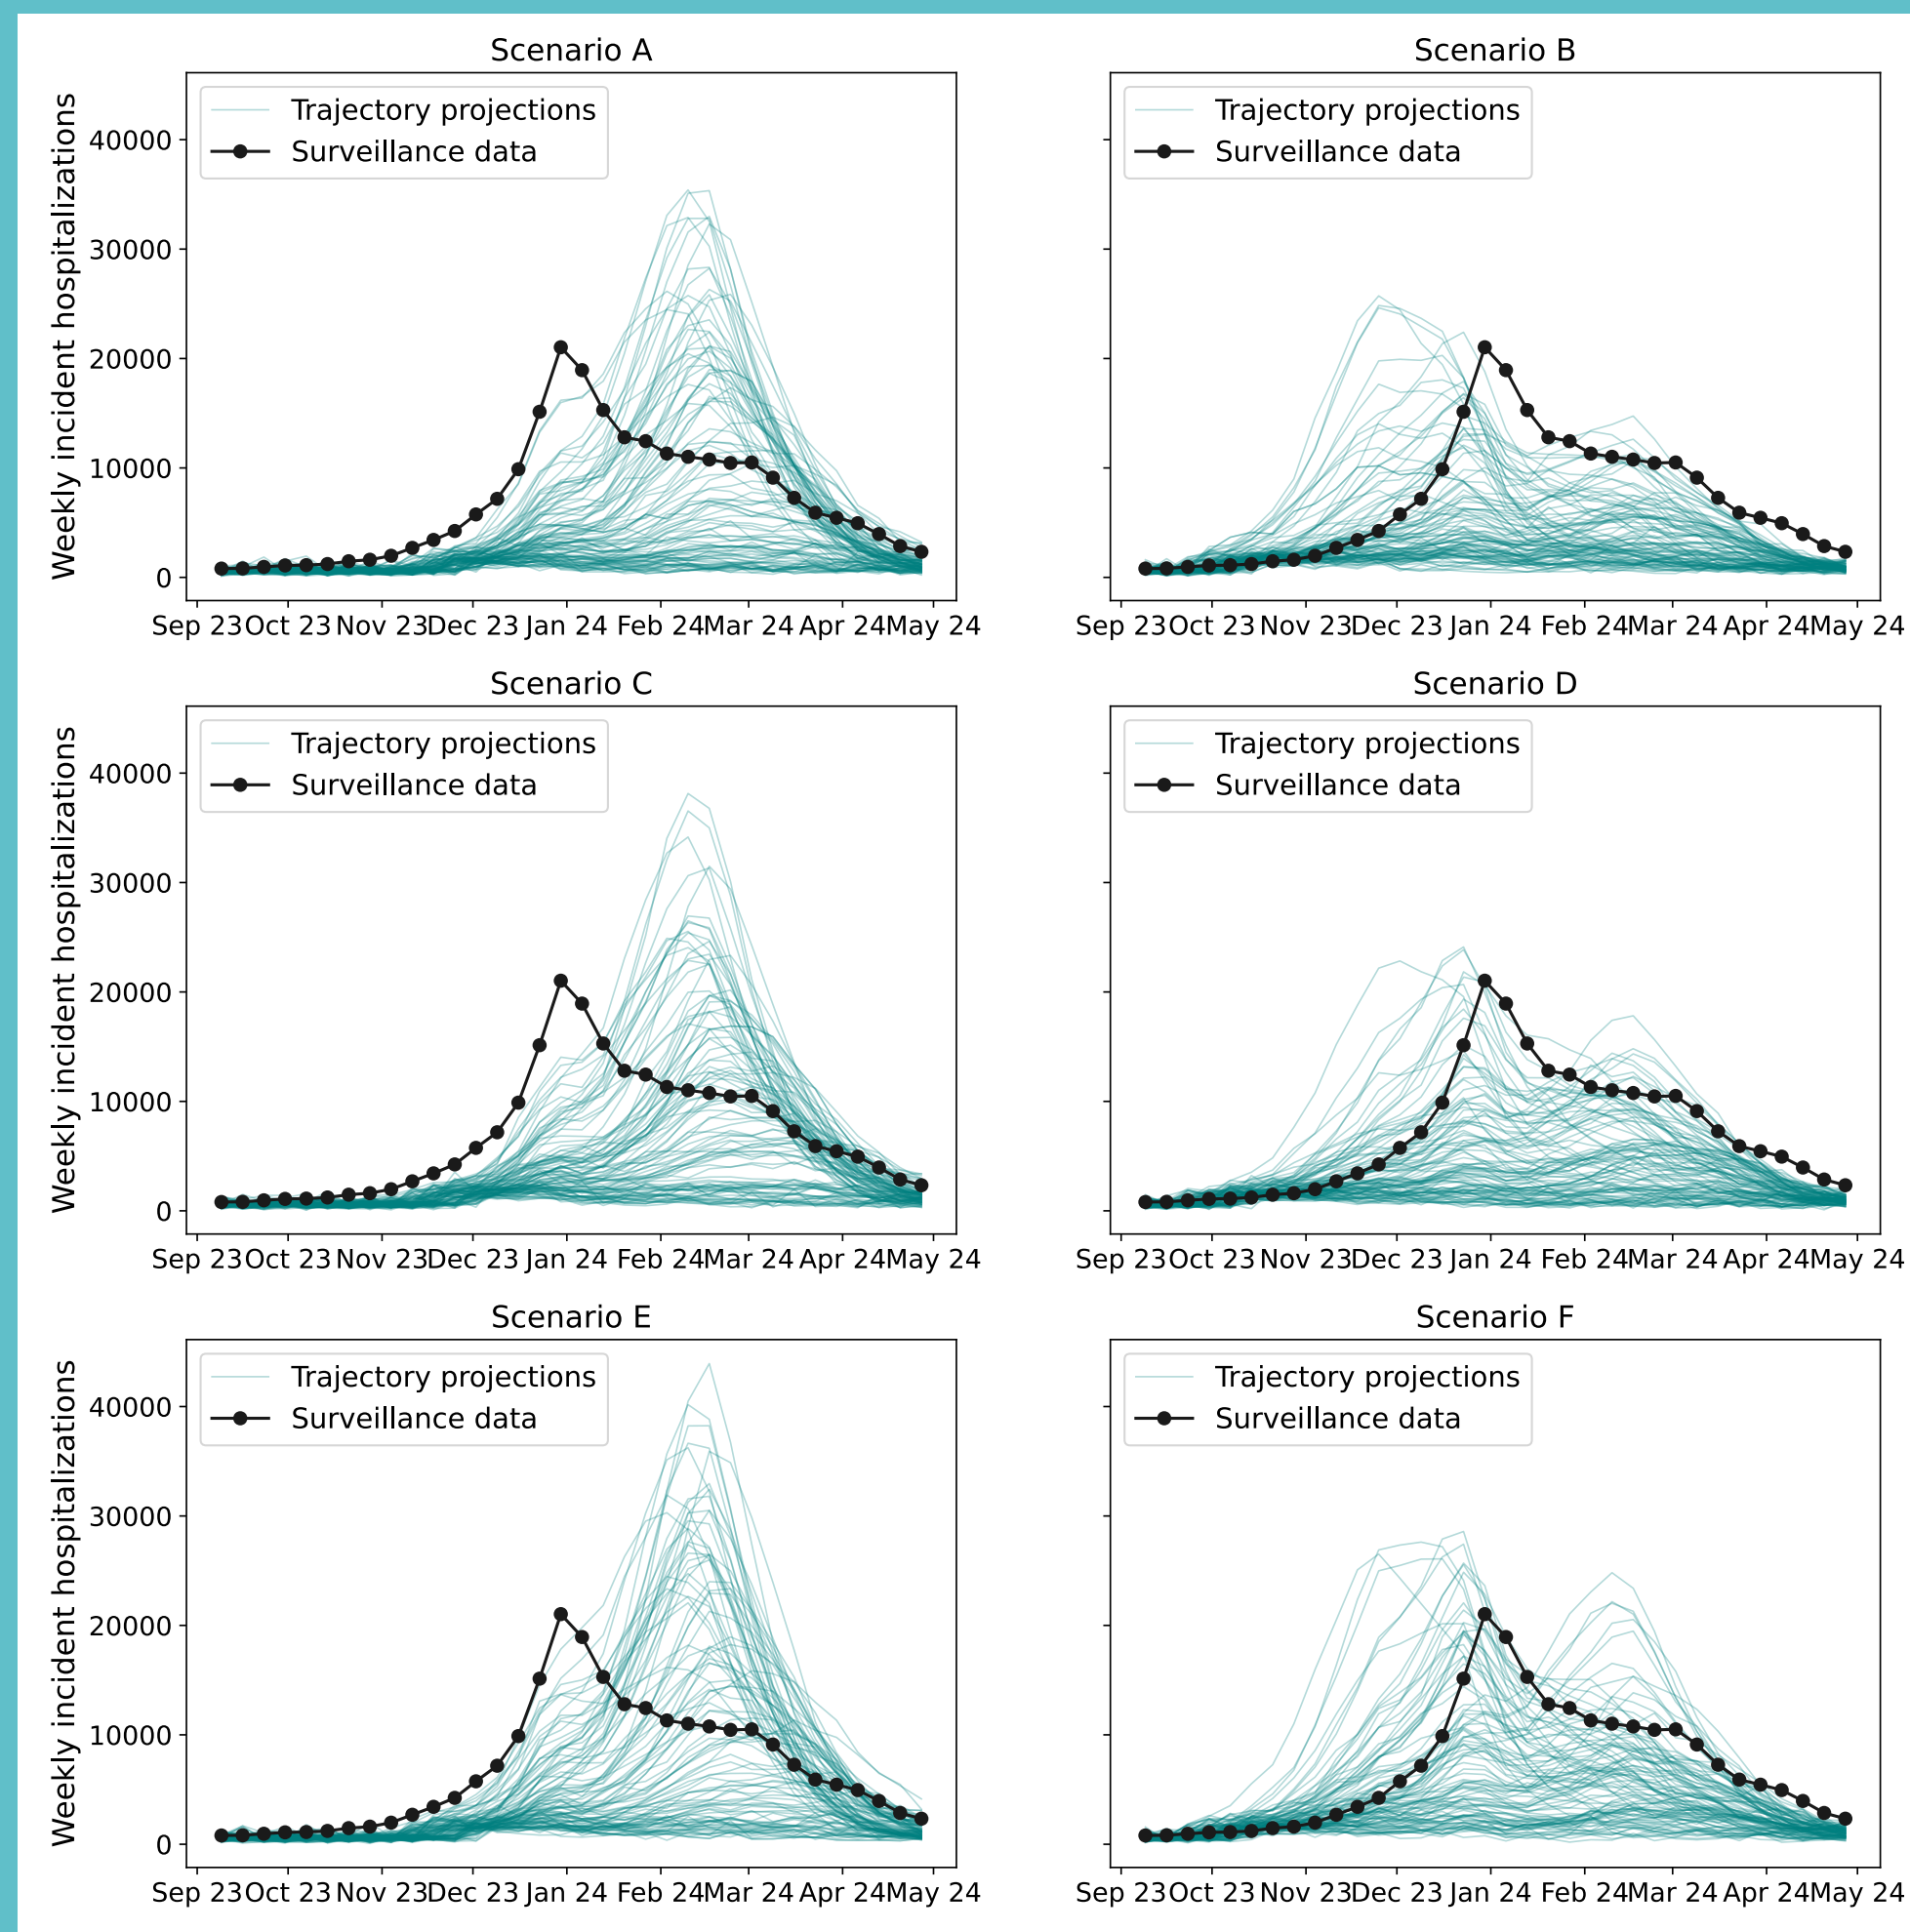 Scenario A
Scenario B
Trajectory projections
Surveillance data
Trajectory projections
Surveillance data
Weekly incident hospitalizations
40000
30000
20000
10000
0
Sep 23 Oct 23 Nov 23 Dec 23 Jan 24 Feb 24 Mar 24 Apr 24 May 24
Sep 23 Oct 23 Nov 23 Dec 23 Jan 24 Feb 24 Mar 24 Apr 24 May 24
Scenario C
Scenario D
Trajectory projections
Surveillance data
Trajectory projections
Surveillance data
Weekly incident hospitalizations
40000
30000
20000
10000
0
Sep 23 Oct 23 Nov 23 Dec 23 Jan 24 Feb 24 Mar 24 Apr 24 May 24
Sep 23 Oct 23 Nov 23 Dec 23 Jan 24 Feb 24 Mar 24 Apr 24 May 24
Scenario E
Scenario F
Trajectory projections
Surveillance data
Trajectory projections
Surveillance data
Weekly incident hospitalizations
40000
30000
20000
10000
0
Sep 23 Oct 23 Nov 23 Dec 23 Jan 24 Feb 24 Mar 24 Apr 24 May 24
Sep 23 Oct 23 Nov 23 Dec 23 Jan 24 Feb 24 Mar 24 Apr 24 May 24